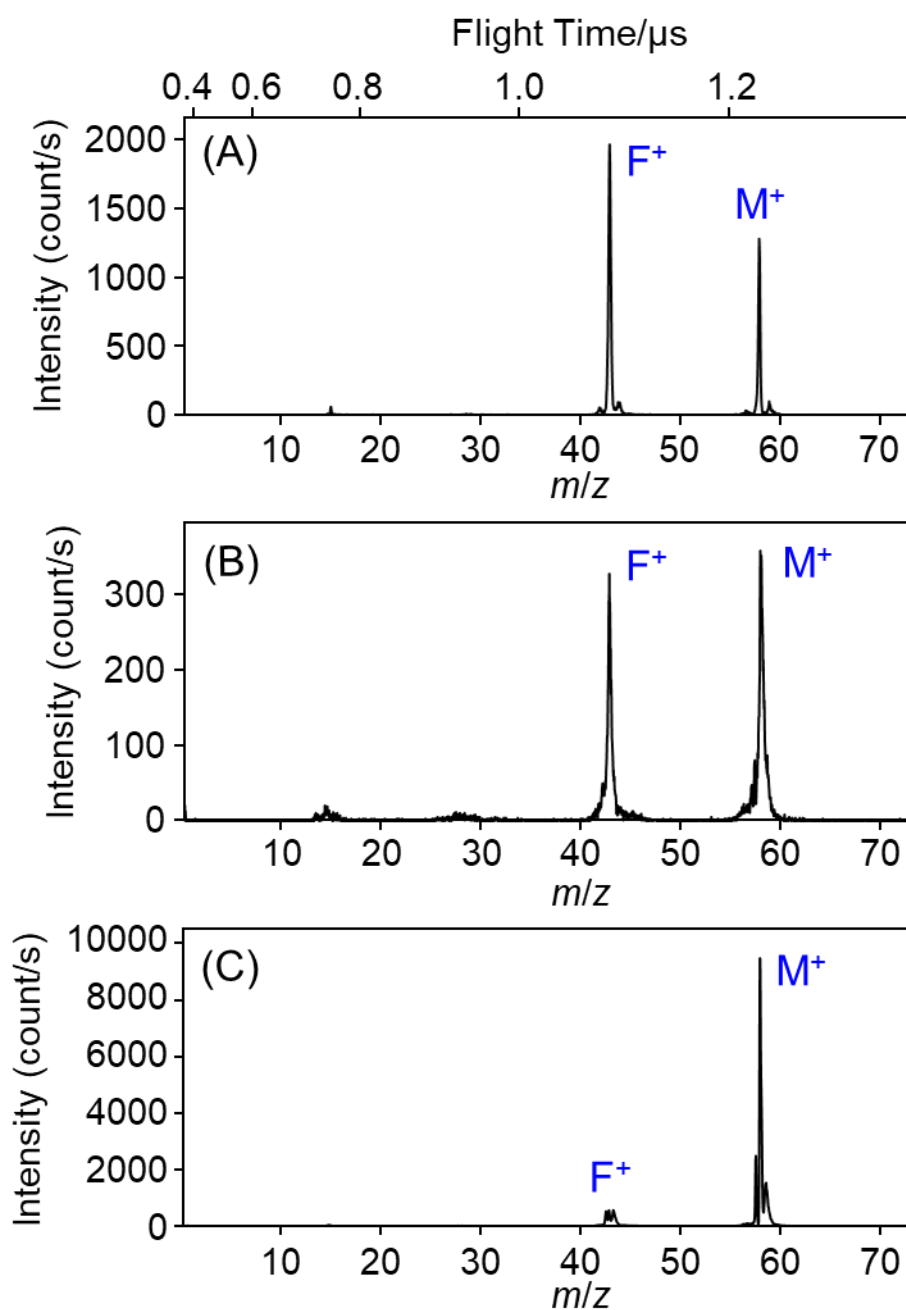 Flight Time/μs
0.4 0.6 0.8 1.0 1.2
(A)
F⁺
M⁺
Intensity (count/s)
2000
1500
1000
500
0
10 20 30 40 50 60 70
m/z
(B)
F⁺
M⁺
Intensity (count/s)
300
200
100
0
10 20 30 40 50 60 70
m/z
(C)
M⁺
F⁺
Intensity (count/s)
10000
8000
6000
4000
2000
0
10 20 30 40 50 60 70
m/z